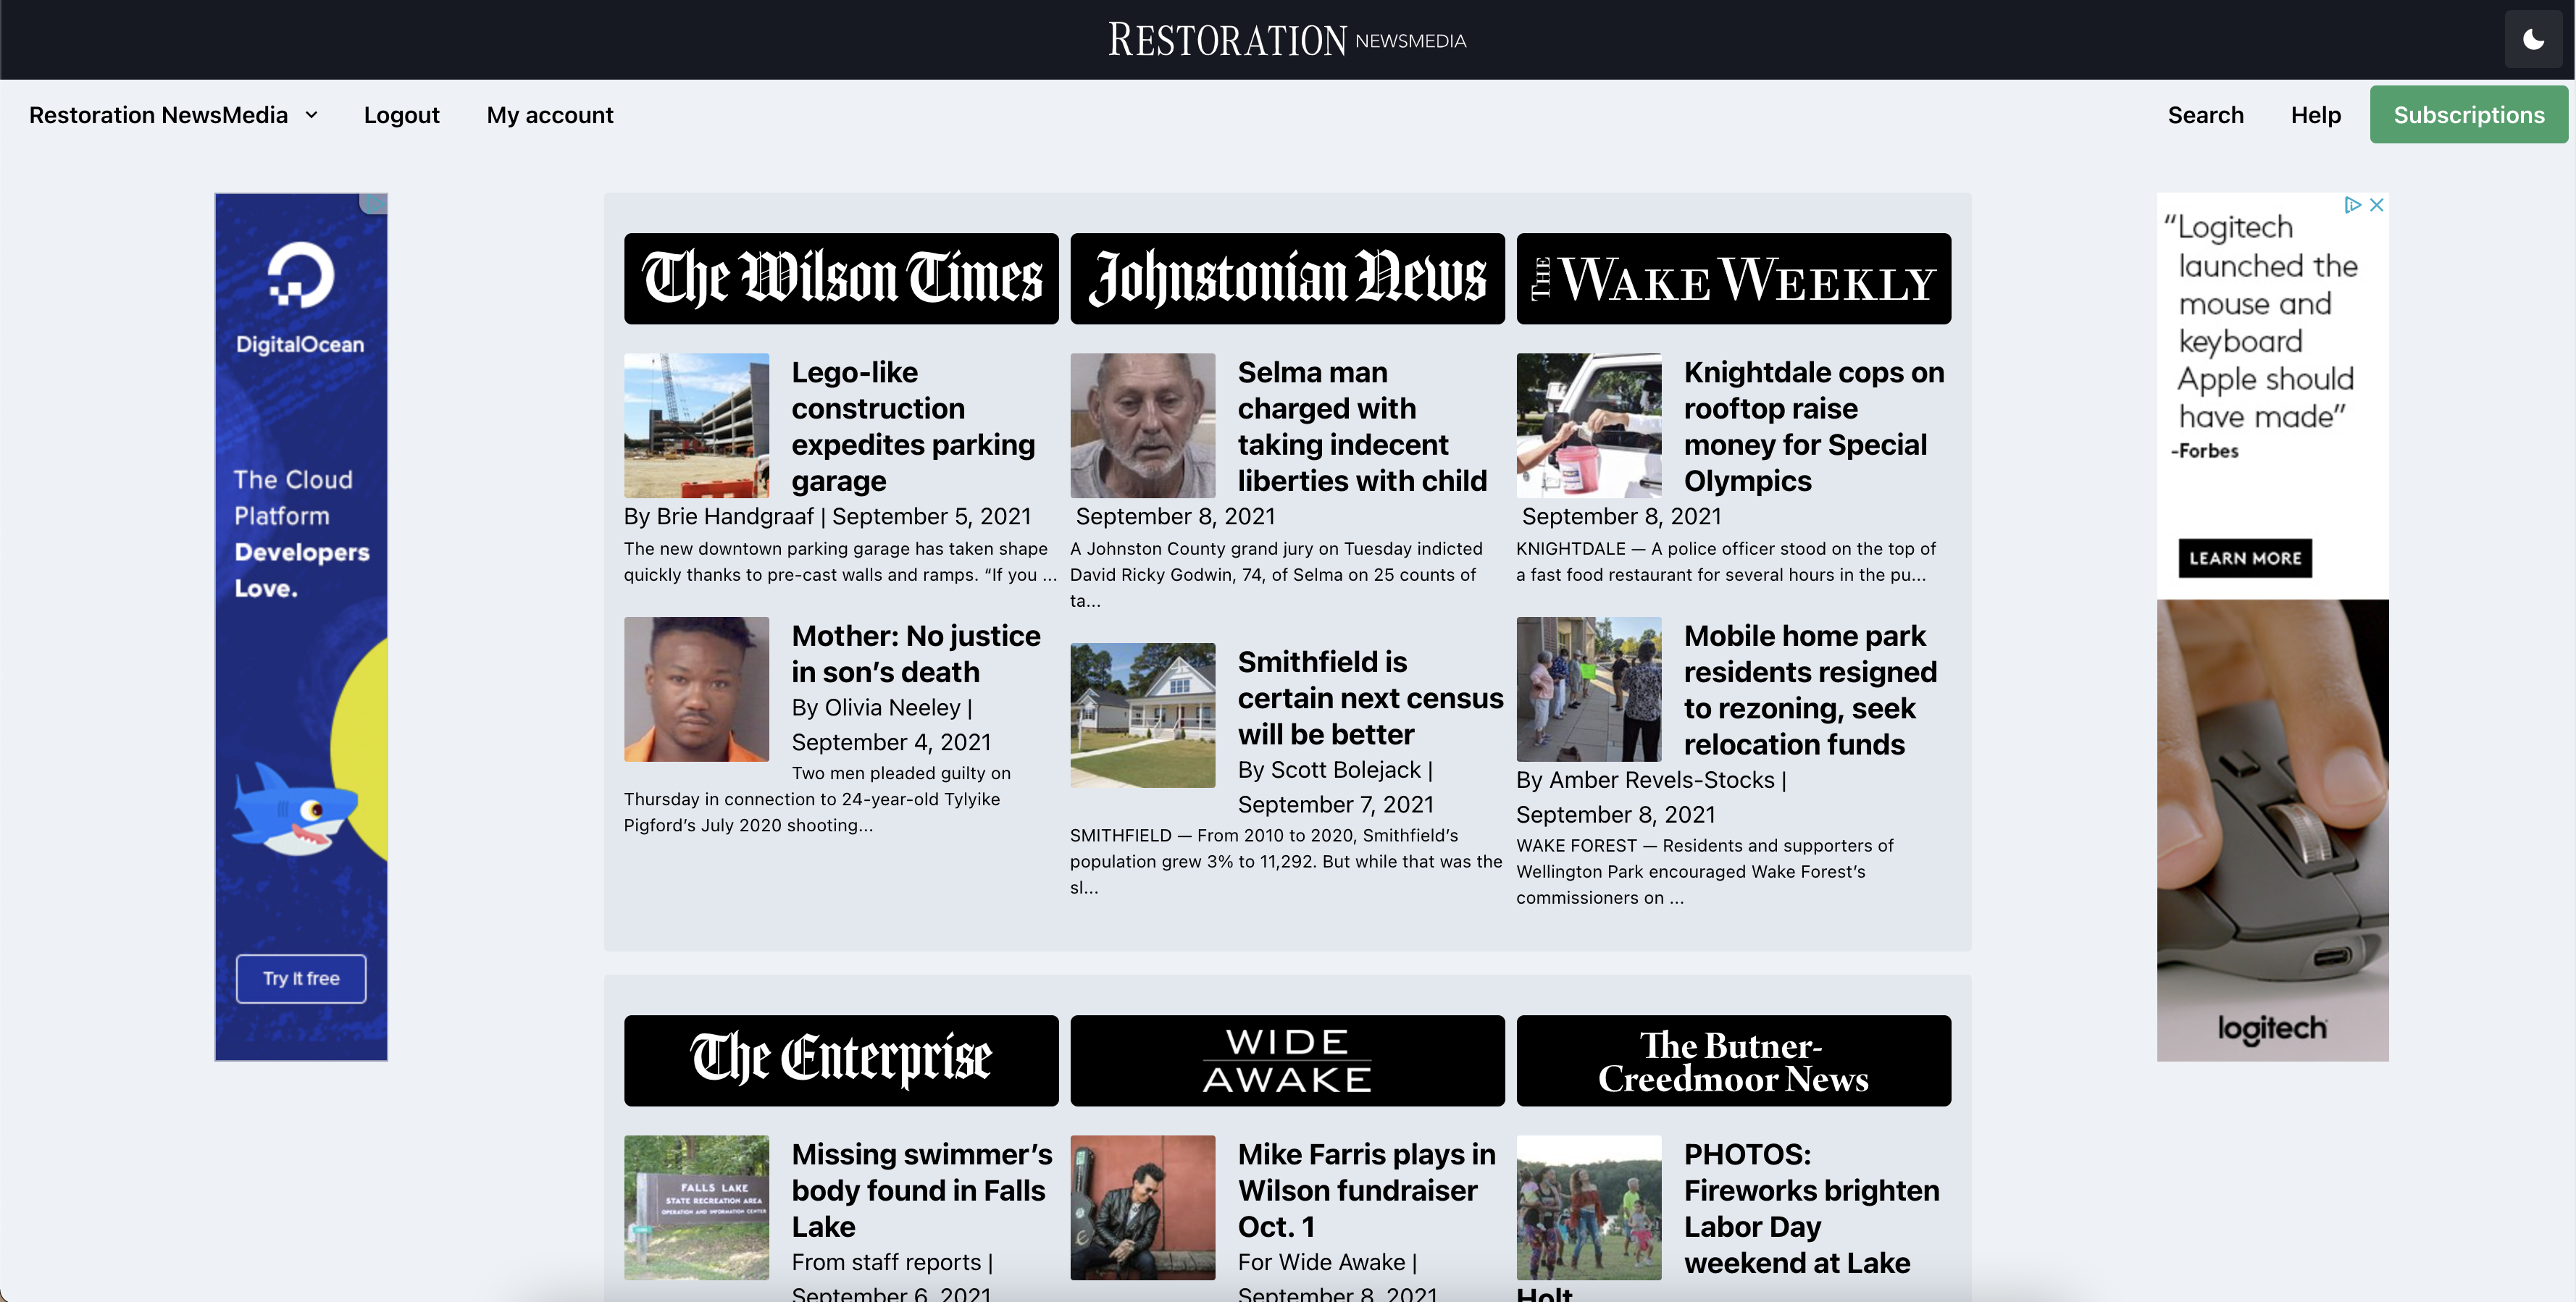 RESTORATION NEWSMEDIA
Restoration NewsMedia
Logout
My account
Search
Help
Subscriptions
DigitalOcean
The Cloud
Platform
Developers
Love.
Try It free
The Wilson Times
Lego-like
construction
expedites parking
garage
By Brie Handgraaf | September 5, 2021
The new downtown parking garage has taken shape
quickly thanks to pre-cast walls and ramps. “If you ...
Mother: No justice
in son’s death
By Olivia Neeley |
September 4, 2021
Two men pleaded guilty on
Thursday in connection to 24-year-old Tylyike
Pigford’s July 2020 shooting...
Johnstonian News
Selma man
charged with
taking indecent
liberties with child
September 8, 2021
A Johnston County grand jury on Tuesday indicted
David Ricky Godwin, 74, of Selma on 25 counts of
ta...
Smithfield is
certain next census
will be better
By Scott Bolejack |
September 7, 2021
SMITHFIELD — From 2010 to 2020, Smithfield’s
population grew 3% to 11,292. But while that was the
sl...
THE WAKE WEEKLY
Knightdale cops on
rooftop raise
money for Special
Olympics
September 8, 2021
KNIGHTDALE — A police officer stood on the top of
a fast food restaurant for several hours in the pu...
Mobile home park
residents resigned
to rezoning, seek
relocation funds
By Amber Revels-Stocks |
September 8, 2021
WAKE FOREST — Residents and supporters of
Wellington Park encouraged Wake Forest’s
commissioners on ...
“Logitech
launched the
mouse and
keyboard
Apple should
have made”
-Forbes
LEARN MORE
logitech
The Enterprise
FALLS LAKE
STATE RECREATION AREA
OPERATION AND INFORMATION CENTER
Missing swimmer’s
body found in Falls
Lake
From staff reports |
September 6, 2021
WIDE
AWAKE
Mike Farris plays in
Wilson fundraiser
Oct. 1
For Wide Awake |
September 8, 2021
The Butner-
Creedmoor News
PHOTOS:
Fireworks brighten
Labor Day
weekend at Lake
Holt